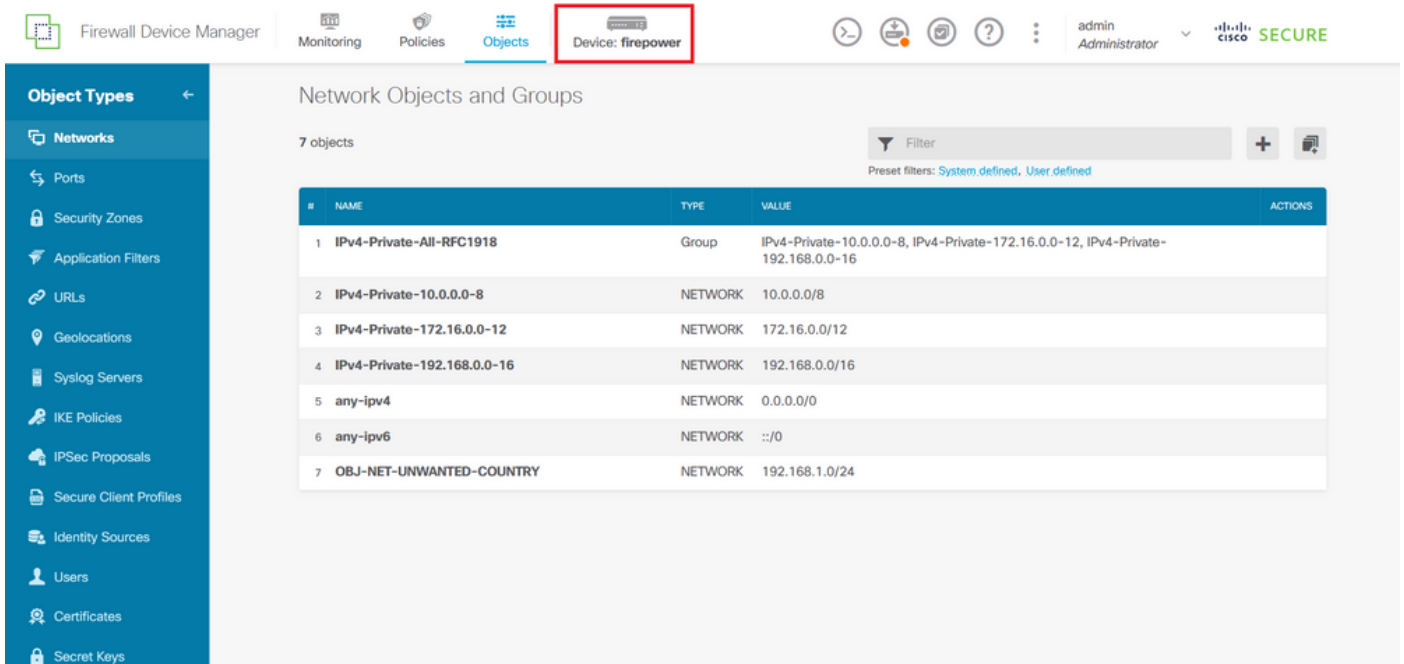 Firewall Device Manager
Monitoring
Policies
Objects
Device: firepower
admin
Administrator
cisco SECURE
Object Types
Networks
Ports
Security Zones
Application Filters
URLs
Geolocations
Syslog Servers
IKE Policies
IPSec Proposals
Secure Client Profiles
Identity Sources
Users
Certificates
Secret Keys
Network Objects and Groups
7 objects
Filter
Preset filters: System defined, User defined
# NAME TYPE VALUE ACTIONS
1 IPv4-Private-All-RFC1918 Group IPv4-Private-10.0.0.0-8, IPv4-Private-172.16.0.0-12, IPv4-Private-
192.168.0.0-16
2 IPv4-Private-10.0.0.0-8 NETWORK 10.0.0.0/8
3 IPv4-Private-172.16.0.0-12 NETWORK 172.16.0.0/12
4 IPv4-Private-192.168.0.0-16 NETWORK 192.168.0.0/16
5 any-ipv4 NETWORK 0.0.0.0/0
6 any-ipv6 NETWORK ::/0
7 OBJ-NET-UNWANTED-COUNTRY NETWORK 192.168.1.0/24